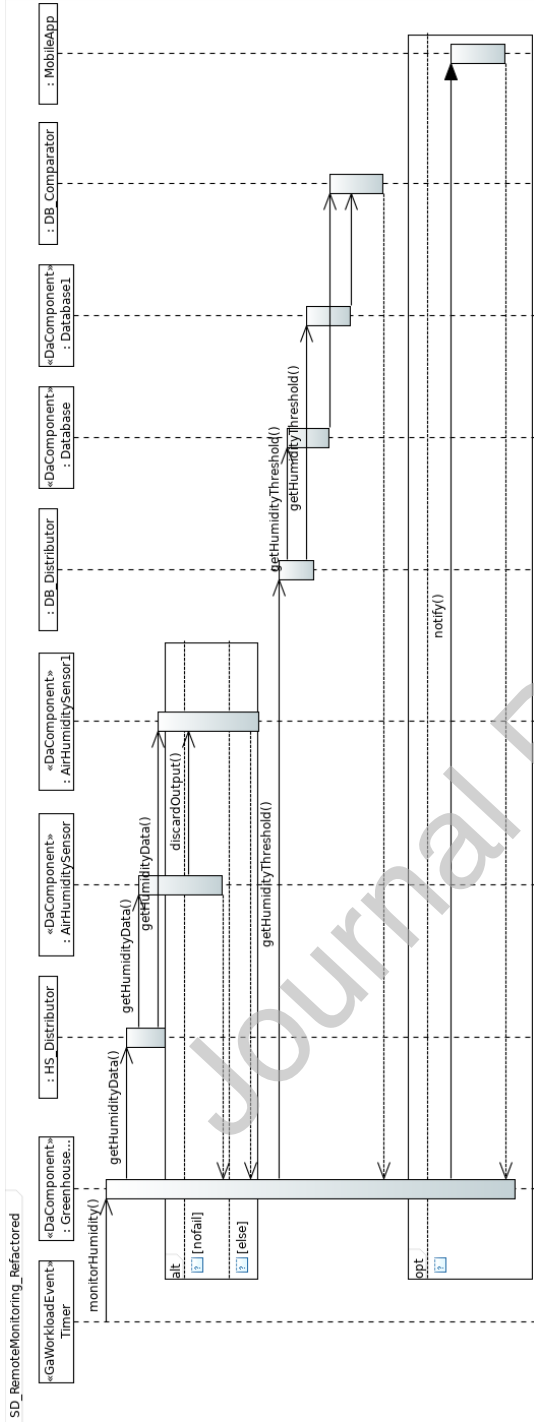 SD_RemoteMonitoring_Refactored
«GaWorkloadEvent»
Timer
«DaComponent»
: Greenhouse...
: HS_Distributor
«DaComponent»
: AirHumiditySensor
«DaComponent»
: AirHumiditySensor1
: DB_Distributor
«DaComponent»
: Database
«DaComponent»
: Database1
: DB_Comparator
: MobileApp
monitorHumidity()
getHumidityData()
getHumidityData()
getHumidityData()
alt
[nofail]
discardOutput()
[else]
getHumidityThreshold()
getHumidityThreshold()
getHumidityThreshold()
opt
notify()
Journal